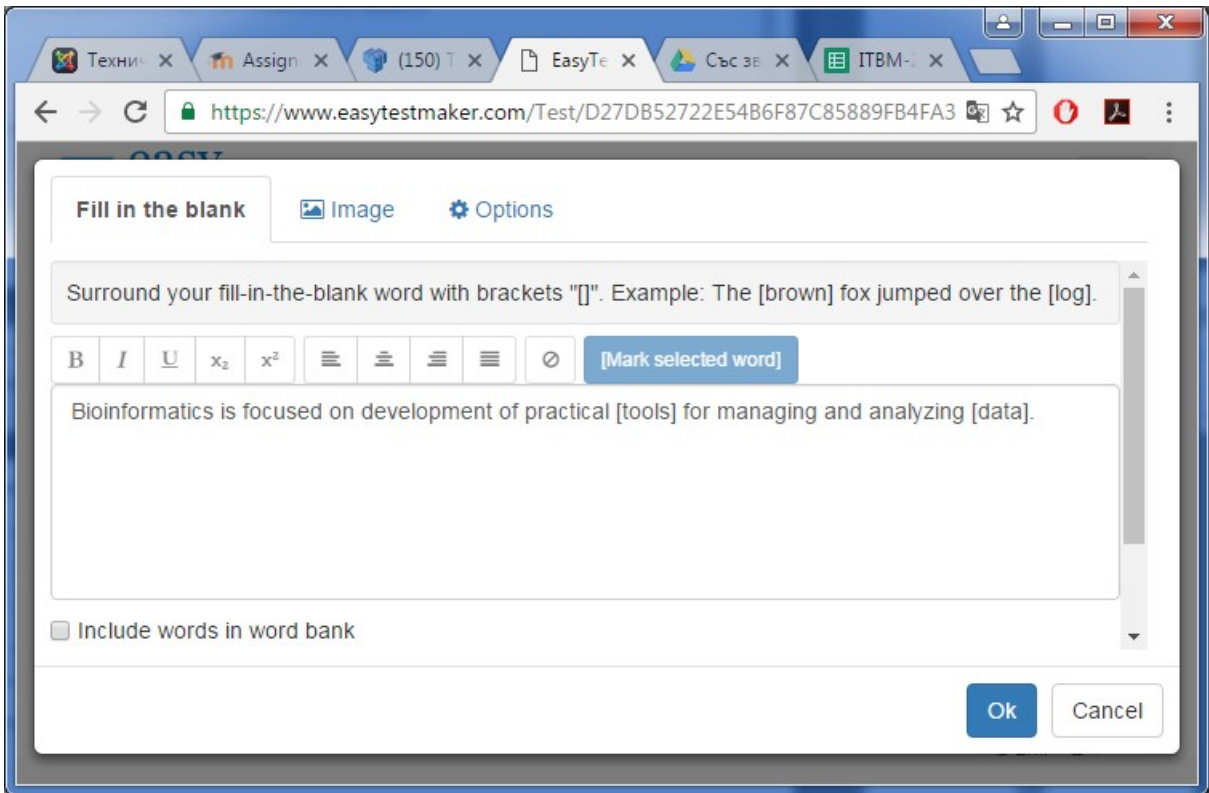 Техни Assign (150) T EasyTe Със зв ITBM-2
https://www.easytestmaker.com/Test/D27DB52722E54B6F87C85889FB4FA3
easy
Fill in the blank Image Options
Surround your fill-in-the-blank word with brackets "[]". Example: The [brown] fox jumped over the [log].
B I U x₂ x² [Mark selected word]
Bioinformatics is focused on development of practical [tools] for managing and analyzing [data].
Include words in word bank
Ok Cancel